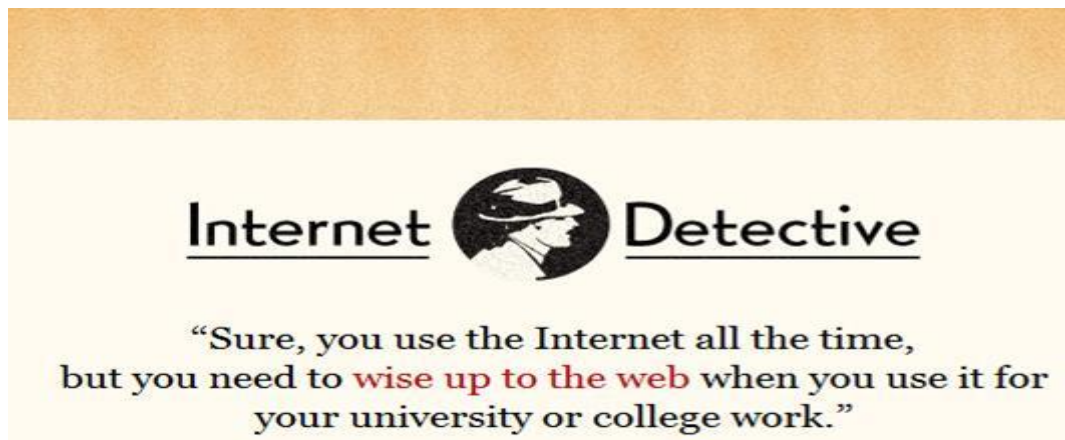 Internet Detective
“Sure, you use the Internet all the time,
but you need to wise up to the web when you use it for
your university or college work.”